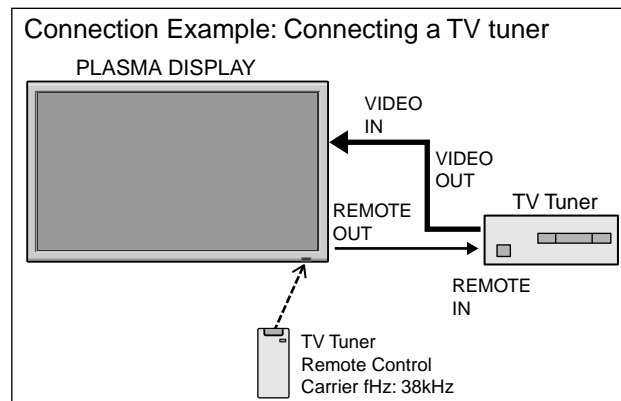 Connection Example: Connecting a TV tuner
PLASMA DISPLAY
VIDEO
IN
VIDEO
OUT
TV Tuner
REMOTE
OUT
REMOTE
IN
TV Tuner
Remote Control
Carrier fHz: 38kHz